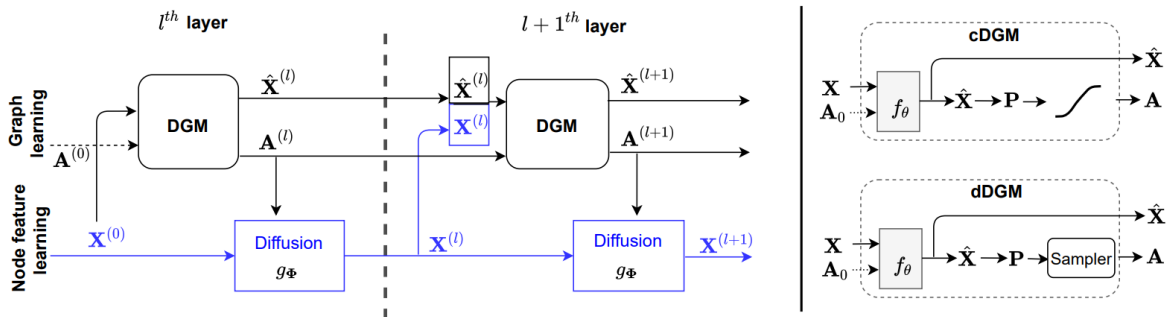 l^{th} layer
l + 1^{th} layer
Graph learning
Node feature learning
A^{(0)}
X^{(0)}
DGM
X̂^{(l)}
A^{(l)}
Diffusion
g_Φ
X̂^{(l)}
X^{(l)}
X^{(l)}
DGM
X̂^{(l+1)}
A^{(l+1)}
Diffusion
g_Φ
X^{(l+1)}
cDGM
X
A_0
f_θ
X̂
P
X̂
A
dDGM
X
A_0
f_θ
X̂
P
Sampler
X̂
A